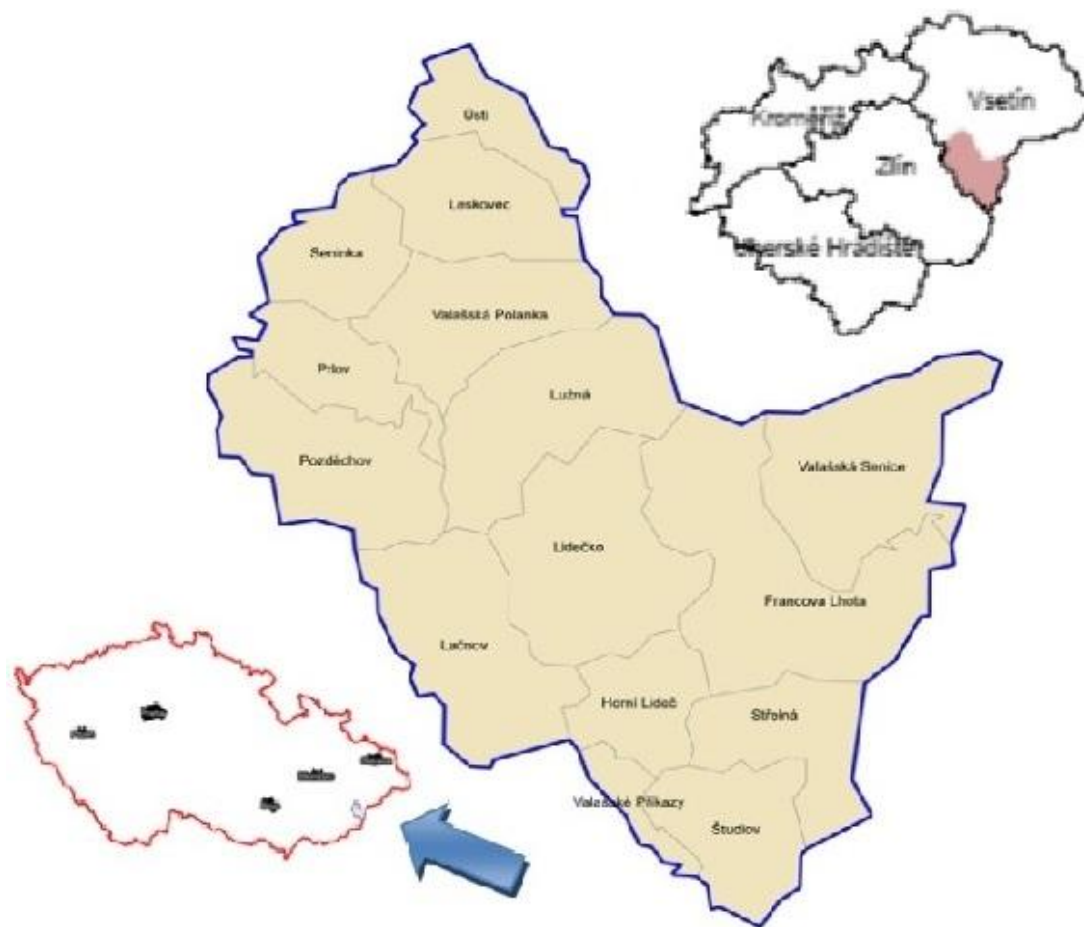 Ústí
Leskovec
Seninka
Valašská Polanka
Prlov
Lužná
Pozděchov
Valašská Senice
Lidečko
Francova Lhota
Lačnov
Horní Lideč
Střelná
Valašské Příkazy
Študlov
Vsetín
Kroměříž
Zlín
Uherské Hradiště